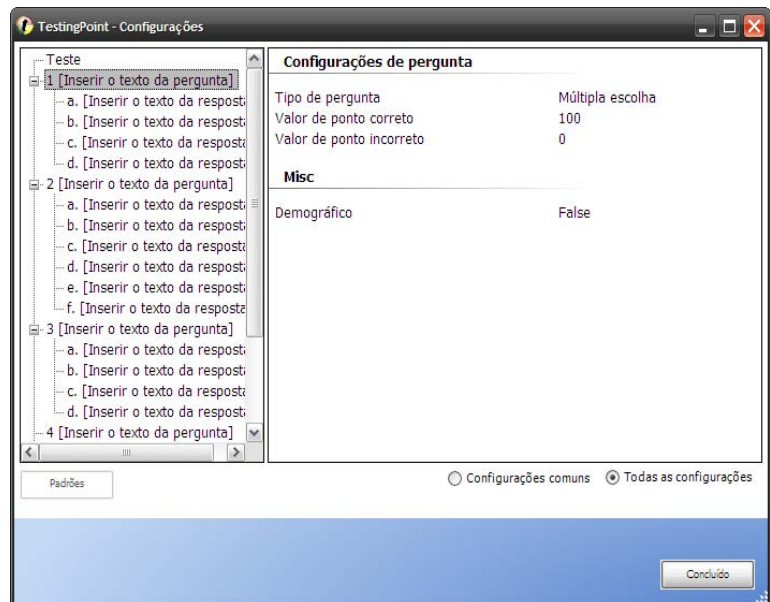 TestingPoint - Configurações
Teste
1 [Inserir o texto da pergunta]
a. [Inserir o texto da resposta
b. [Inserir o texto da resposta
c. [Inserir o texto da resposta
d. [Inserir o texto da resposta
2 [Inserir o texto da pergunta]
a. [Inserir o texto da resposta
b. [Inserir o texto da resposta
c. [Inserir o texto da resposta
d. [Inserir o texto da resposta
e. [Inserir o texto da resposta
f. [Inserir o texto da resposta
3 [Inserir o texto da pergunta]
a. [Inserir o texto da resposta
b. [Inserir o texto da resposta
c. [Inserir o texto da resposta
d. [Inserir o texto da resposta
4 [Inserir o texto da pergunta]
Configurações de pergunta
Tipo de pergunta Múltipla escolha
Valor de ponto correto 100
Valor de ponto incorreto 0
Misc
Demográfico False
Padrões
Configurações comuns Todas as configurações
Concluído